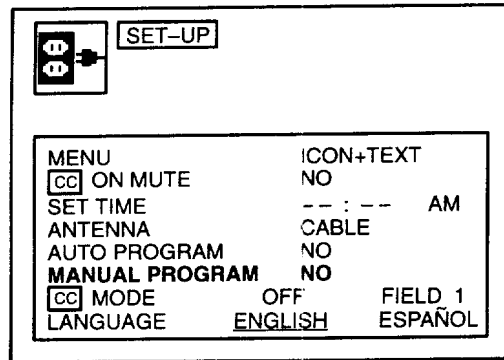 SET–UP
MENU ICON+TEXT
CC ON MUTE NO
SET TIME – – : – – AM
ANTENNA CABLE
AUTO PROGRAM NO
MANUAL PROGRAM NO
CC MODE OFF FIELD 1
LANGUAGE ENGLISH ESPAÑOL